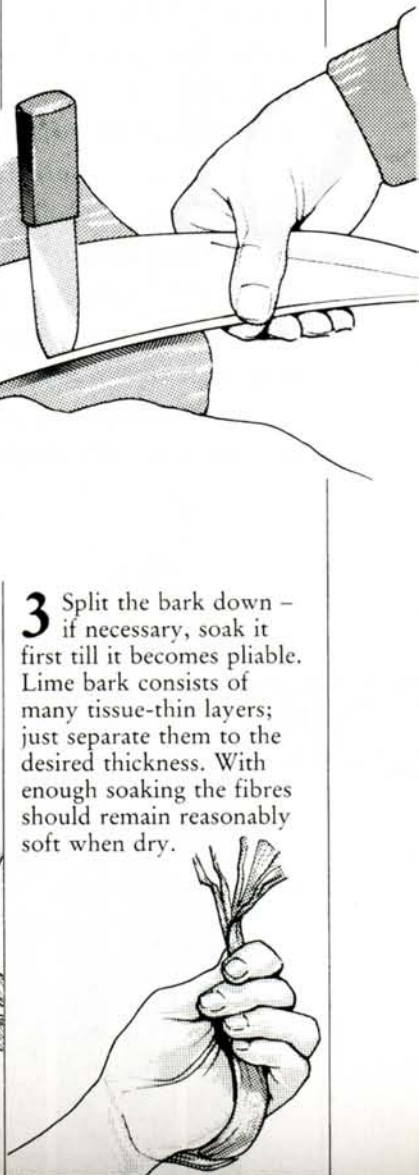 3 Split the bark down –
if necessary, soak it
first till it becomes pliable.
Lime bark consists of
many tissue-thin layers;
just separate them to the
desired thickness. With
enough soaking the fibres
should remain reasonably
soft when dry.